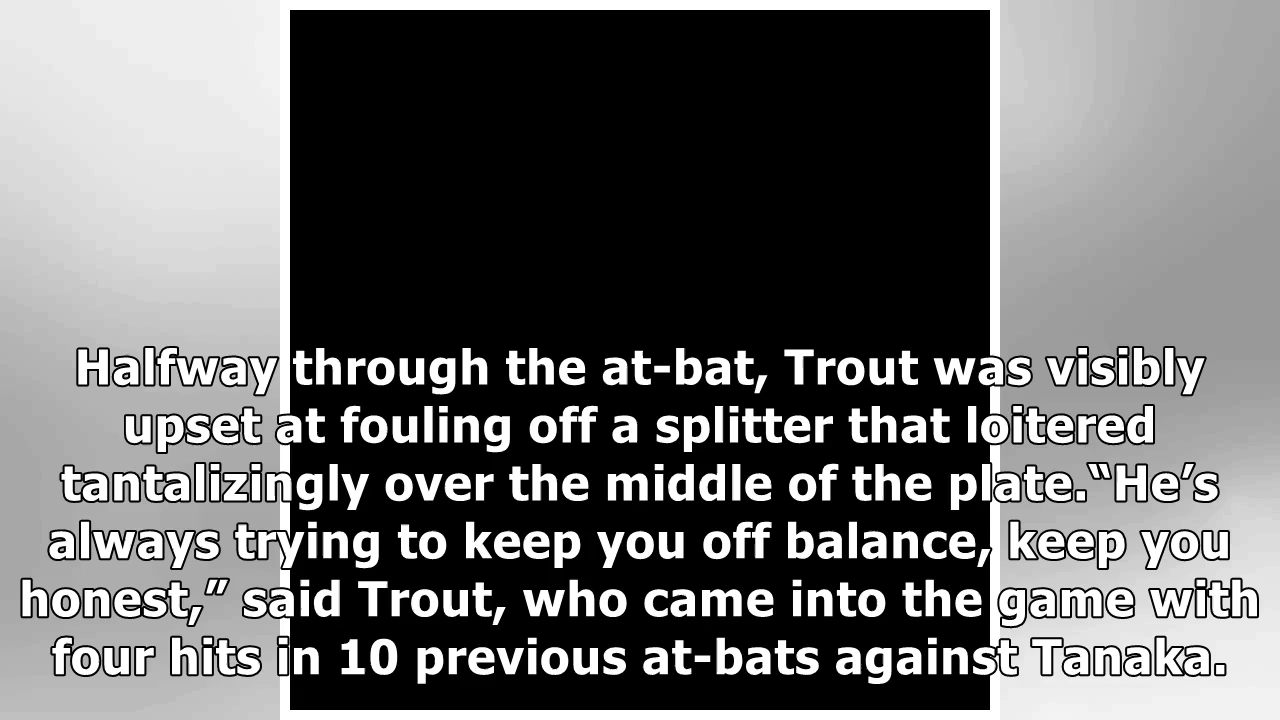 Halfway through the at-bat, Trout was visibly
upset at fouling off a splitter that loitered
tantalizingly over the middle of the plate.“He’s
always trying to keep you off balance, keep you
honest,” said Trout, who came into the game with
four hits in 10 previous at-bats against Tanaka.